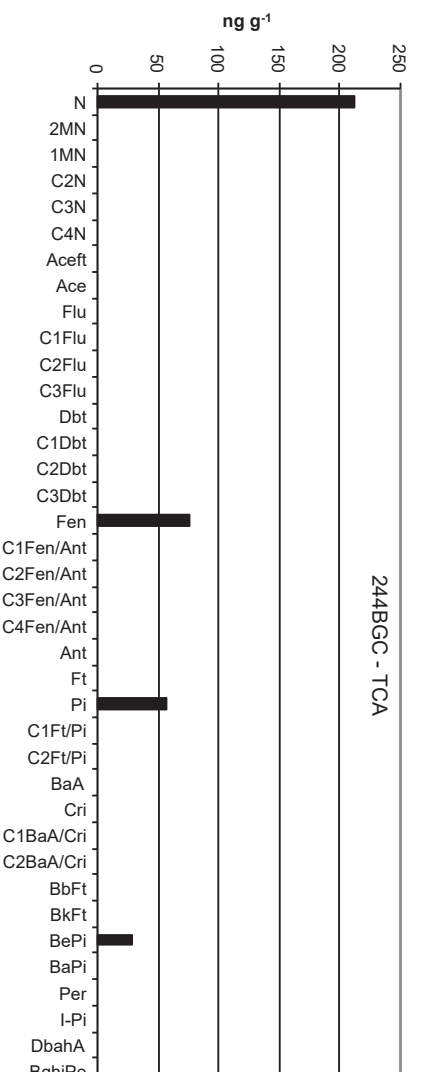 ng g-1
0
50
100
150
200
250
N
2MN
1MN
C2N
C3N
C4N
Aceft
Ace
Flu
C1Flu
C2Flu
C3Flu
Dbt
C1Dbt
C2Dbt
C3Dbt
Fen
C1Fen/Ant
C2Fen/Ant
C3Fen/Ant
C4Fen/Ant
Ant
Ft
Pi
C1Ft/Pi
C2Ft/Pi
BaA
Cri
C1BaA/Cri
C2BaA/Cri
BbFt
BkFt
BePi
BaPi
Per
I-Pi
DbahA
244BGC - TCA